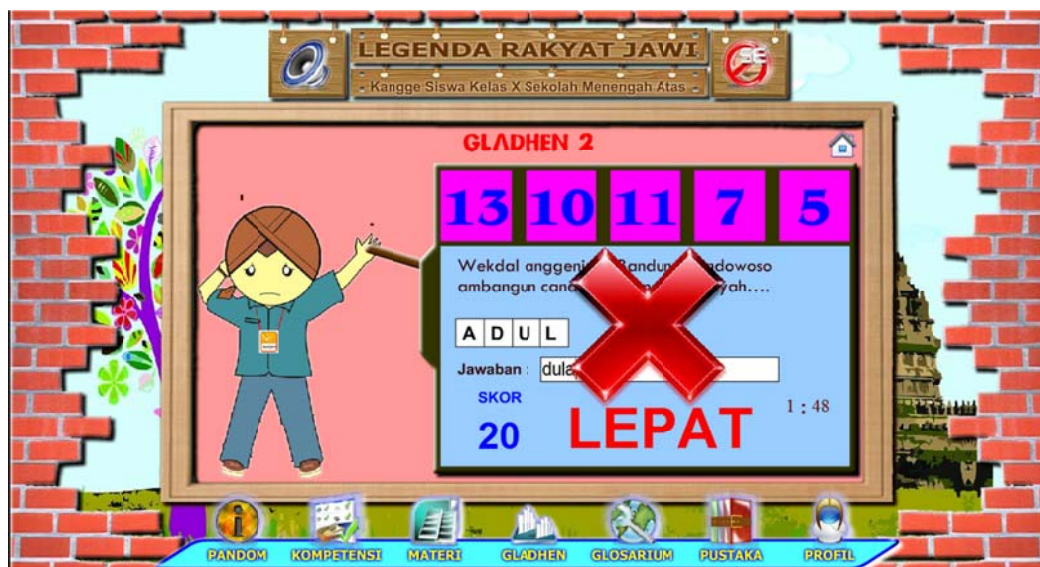 LEGENDA RAKYAT JAWI
Kangge Siswa Kelas X Sekolah Menengah Atas
GLADHEN 2
13 10 11 7 5
Wekdal
ambangun
A D U L
Jawaban :
SKOR
20
LEPAT
1 : 48
PANDOM KOMPETENSI MATERI GLADHEN GLOSARIUM PUSTAKA PROFIL